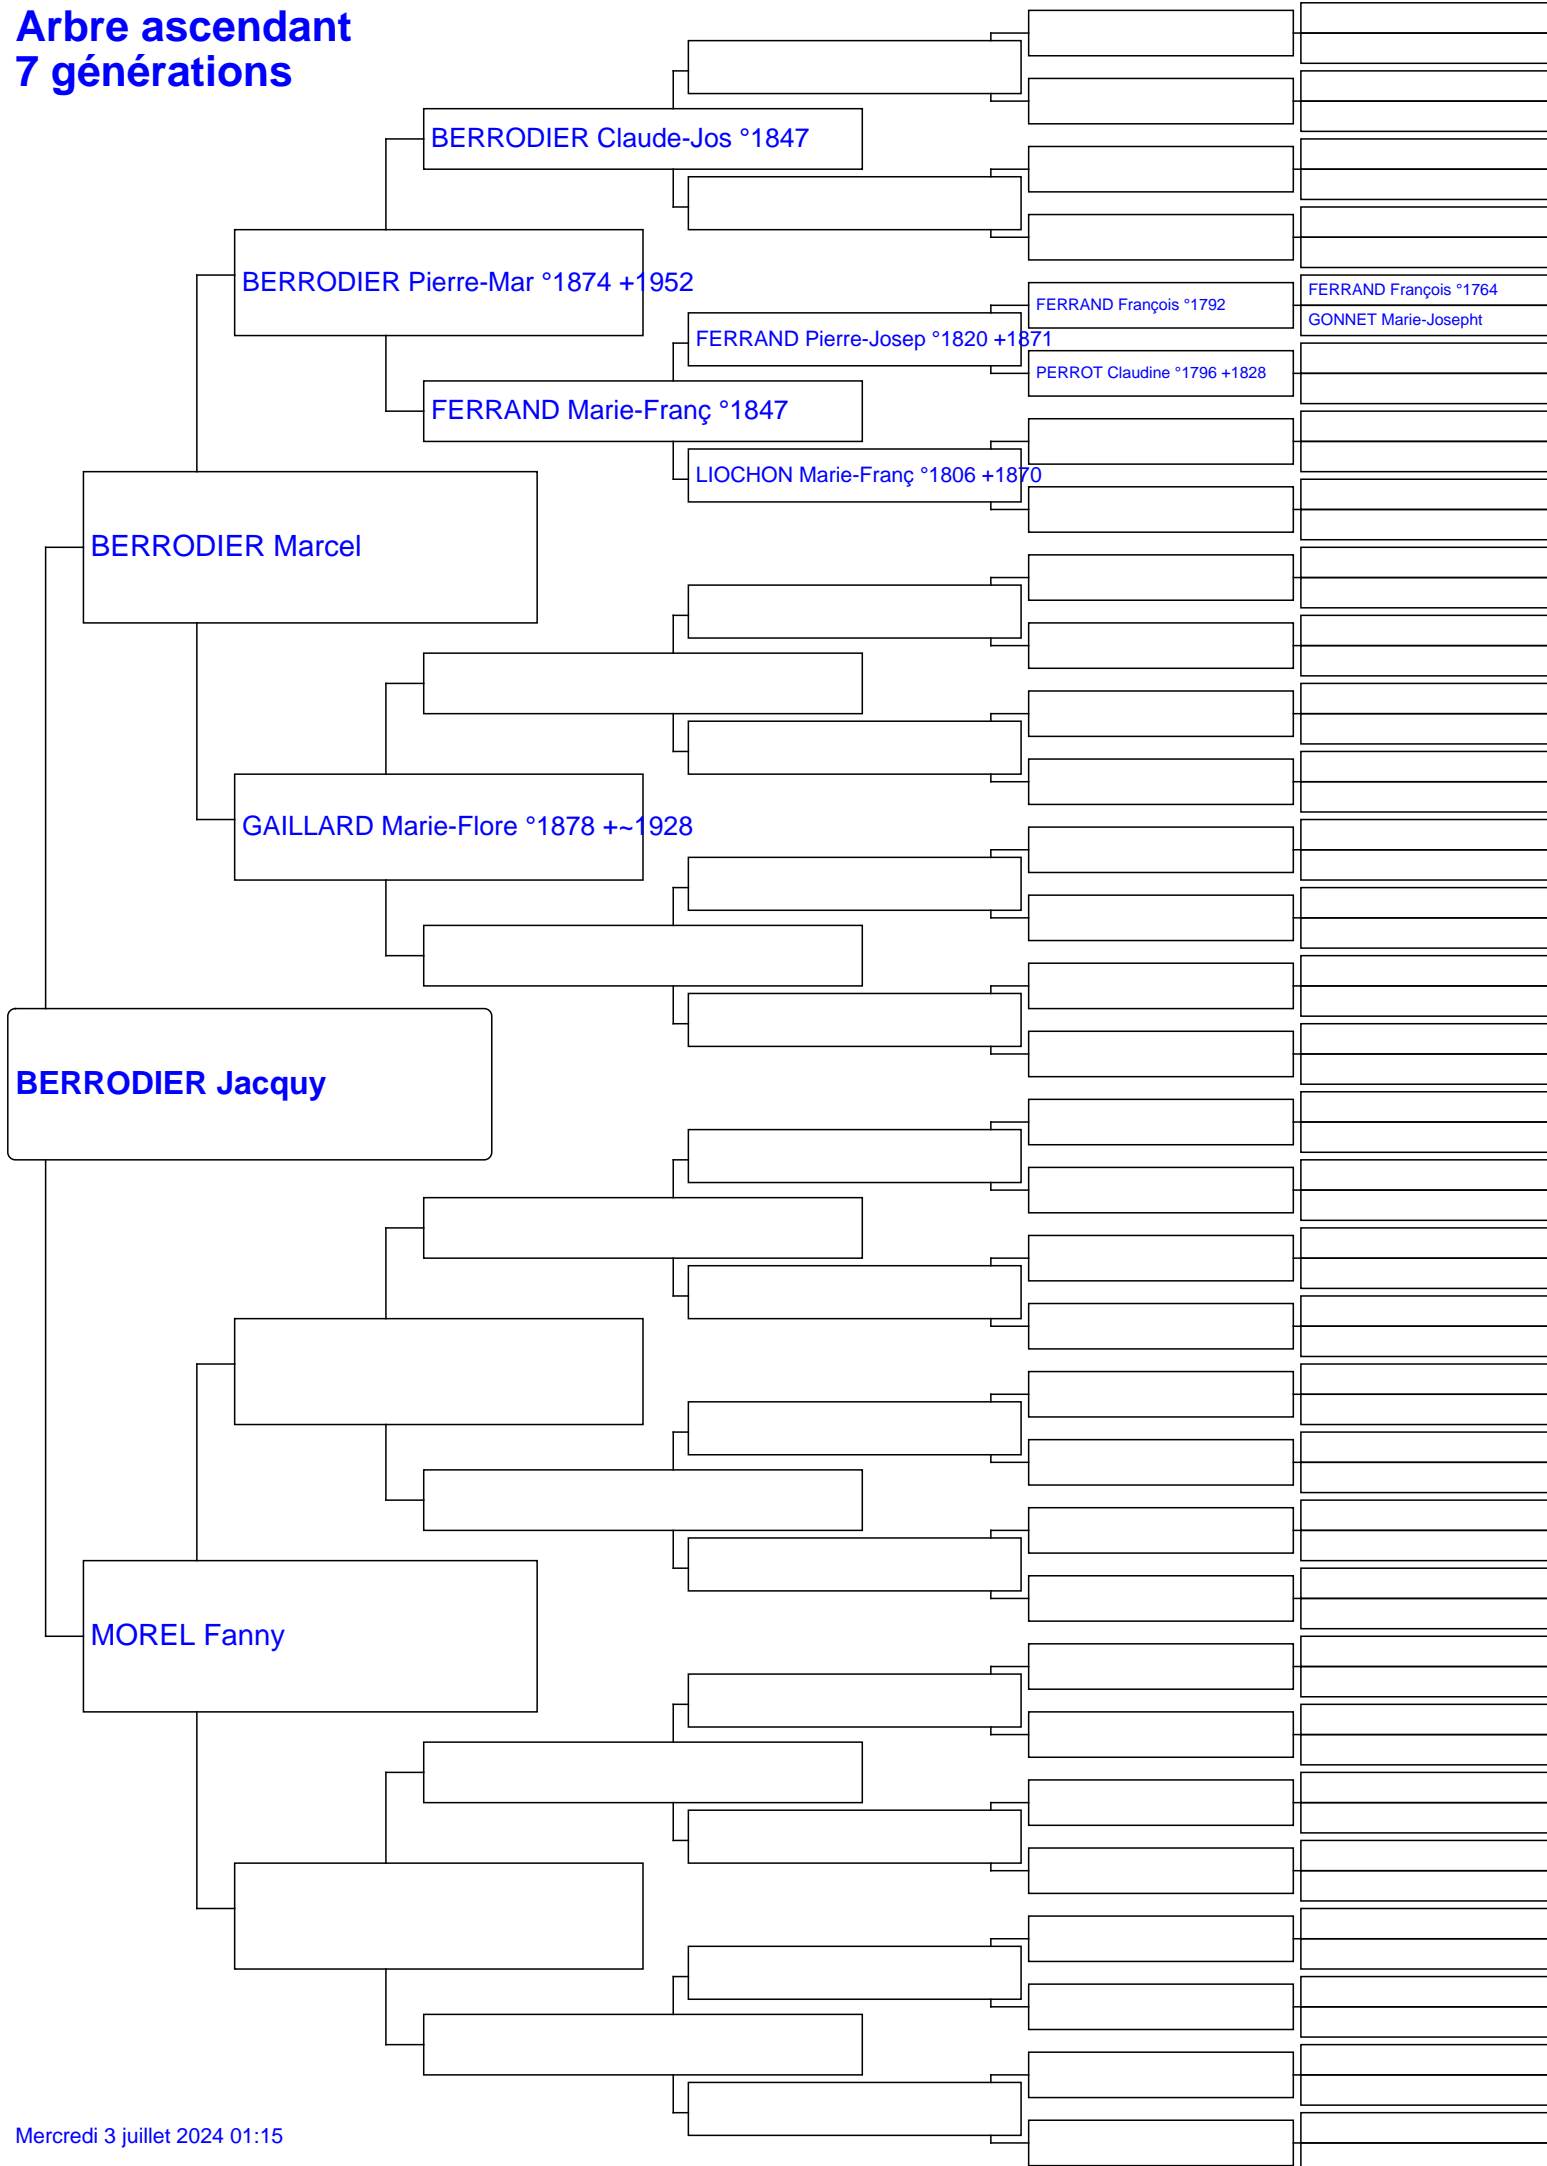 Arbre ascendant
7 générations
BERRODIER Claude-Jos °1847
BERRODIER Pierre-Mar °1874 +1952
FERRAND François °1764
FERRAND François °1792
GONNET Marie-Josepht
FERRAND Pierre-Josep °1820 +1871
PERROT Claudine °1796 +1828
FERRAND Marie-Franç °1847
LIOCHON Marie-Franç °1806 +1870
BERRODIER Marcel
GAILLARD Marie-Flore °1878 +~1928
BERRODIER Jacquy
MOREL Fanny
Mercredi 3 juillet 2024 01:15